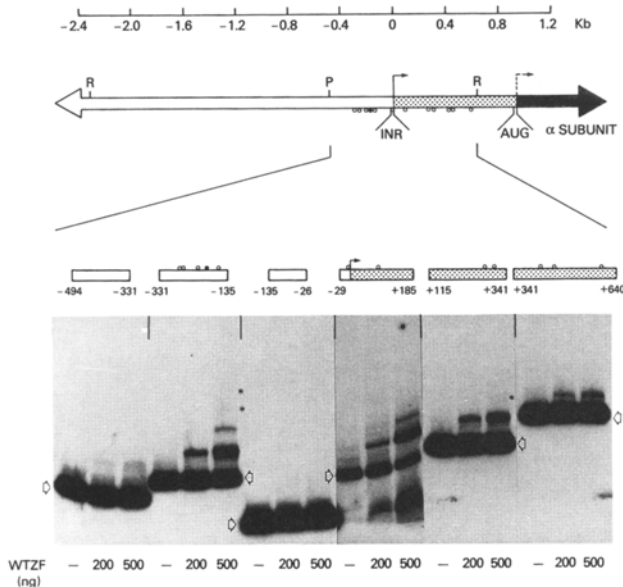 -2.4 -2.0 -1.6 -1.2 -0.8 -0.4 0 0.4 0.8 1.2 Kb
R P R
INR AUG α SUBUNIT
-494 -331 -331 -135 -135 -26 -29 +185 +115 +341 +341 +640
WTZF - 200 500 - 200 500 - 200 500 - 200 500 - 200 500 - 200 500
(ng)